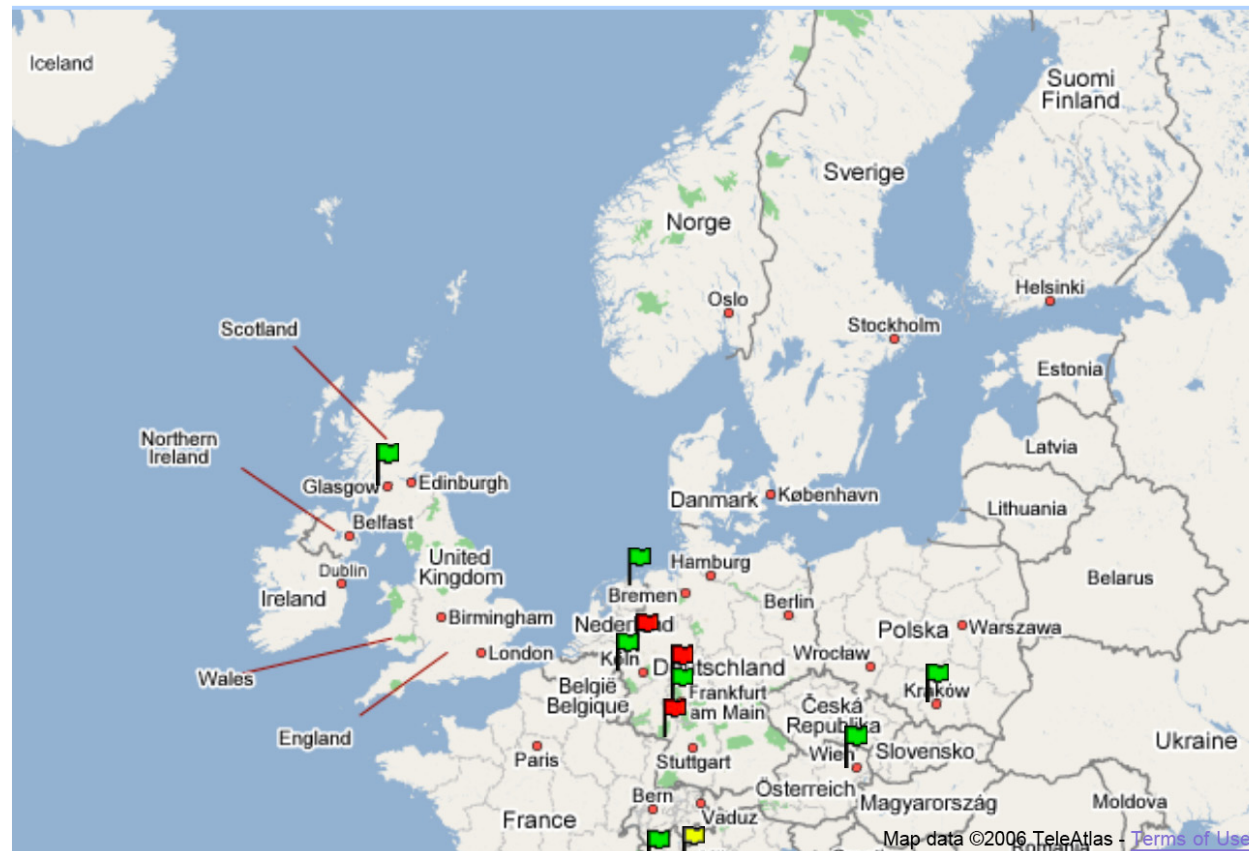 Iceland
Suomi
Finland
Sverige
Norge
Helsinki
Oslo
Stockholm
Scotland
Estonia
Northern
Ireland
Latvia
Glasgow
Edinburgh
Danmark
København
Lithuania
Belfast
United
Kingdom
Hamburg
Dublin
Belarus
Ireland
Bremen
Berlin
Birmingham
Nederland
Polska
Warszawa
London
Wrocław
Köln
Deutschland
Wales
België
Belgique
Frankfurt
am Main
Kraków
Česká
Republika
England
Ukraine
Paris
Stuttgart
Wien
Slovensko
Österreich
Bern
Vaduz
Magyarország
Moldova
France
Map data ©2006 TeleAtlas - Terms of Use
Romania